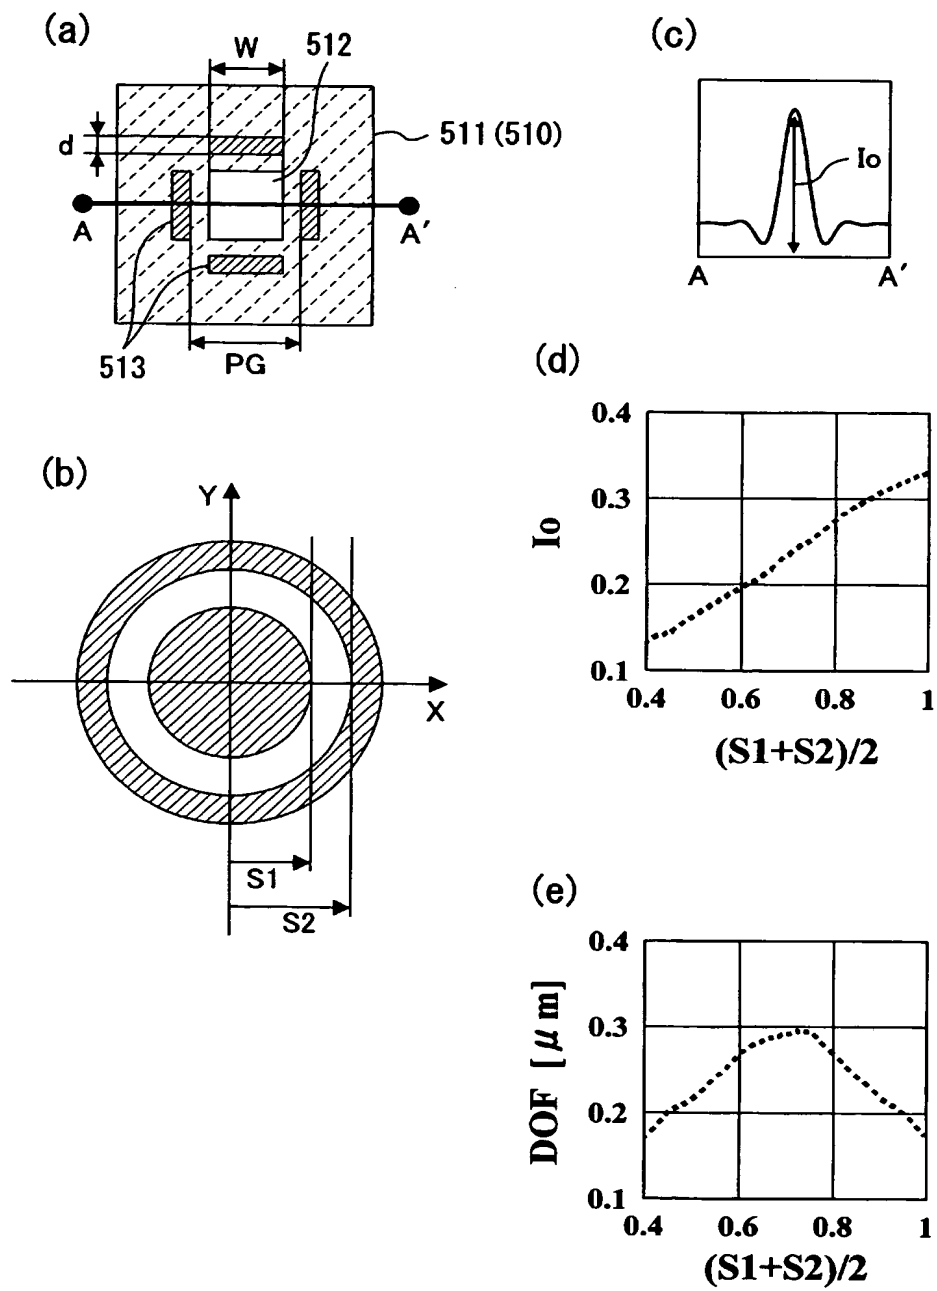 (a)
W
512
d
511(510)
A
A′
513
PG
(b)
Y
X
S1
S2
(c)
Io
A
A′
(d)
0.4
0.3
0.2
0.1
Io
0.4
0.6
0.8
1
(S1+S2)/2
(e)
0.4
0.3
0.2
0.1
DOF [μm]
0.4
0.6
0.8
1
(S1+S2)/2